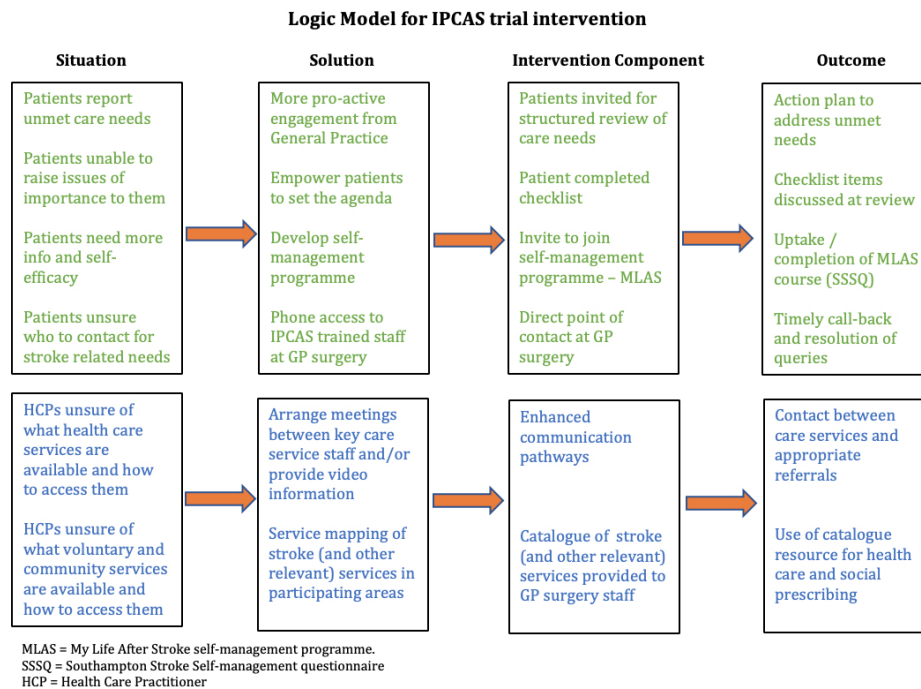 Logic Model for IPCAS trial intervention
Situation
Solution
Intervention Component
Outcome
Patients report
unmet care needs
Patients unable to
raise issues of
importance to them
Patients need more
info and self-
efficacy
Patients unsure
who to contact for
stroke related needs
More pro-active
engagement from
General Practice
Empower patients
to set the agenda
Develop self-
management
programme
Phone access to
IPCAS trained staff
at GP surgery
Patients invited for
structured review of
care needs
Patient completed
checklist
Invite to join
self-management
programme – MLAS
Direct point of
contact at GP
surgery
Action plan to
address unmet
needs
Checklist items
discussed at review
Uptake /
completion of MLAS
course (SSSQ)
Timely call-back
and resolution of
queries
HCPs unsure of
what health care
services are
available and how
to access them
HCPs unsure of
what voluntary and
community services
are available and
how to access them
Arrange meetings
between key care
service staff and/or
provide video
information
Service mapping of
stroke (and other
relevant) services in
participating areas
Enhanced
communication
pathways
Catalogue of stroke
(and other relevant)
services provided to
GP surgery staff
Contact between
care services and
appropriate
referrals
Use of catalogue
resource for health
care and social
prescribing
MLAS = My Life After Stroke self-management programme.
SSSQ = Southampton Stroke Self-management questionnaire
HCP = Health Care Practitioner